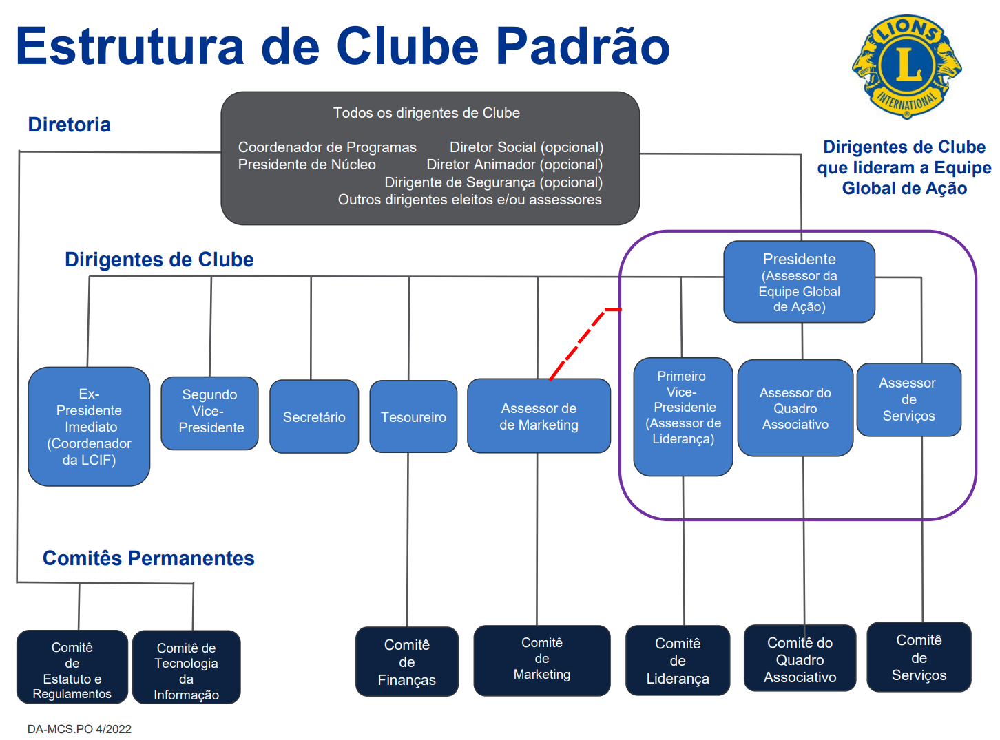 Estrutura de Clube Padrão
LIONS
L
INTERNATIONAL
®
Diretoria
Todos os dirigentes de Clube
Coordenador de Programas Diretor Social (opcional)
Presidente de Núcleo Diretor Animador (opcional)
Dirigente de Segurança (opcional)
Outros dirigentes eleitos e/ou assessores
Dirigentes de Clube
que lideram a Equipe
Global de Ação
Dirigentes de Clube
Presidente
(Assessor da
Equipe Global
de Ação)
Ex-
Presidente
Imediato
(Coordenador
da LCIF)
Segundo
Vice-
Presidente
Secretário
Tesoureiro
Assessor de
de Marketing
Primeiro
Vice-
Presidente
(Assessor de
Liderança)
Assessor do
Quadro
Associativo
Assessor
de
Serviços
Comitês Permanentes
Comitê
de
Estatuto e
Regulamentos
Comitê de
Tecnologia
da
Informação
Comitê
de
Finanças
Comitê
de
Marketing
Comitê
de
Liderança
Comitê do
Quadro
Associativo
Comitê
de
Serviços
DA-MCS.PO 4/2022